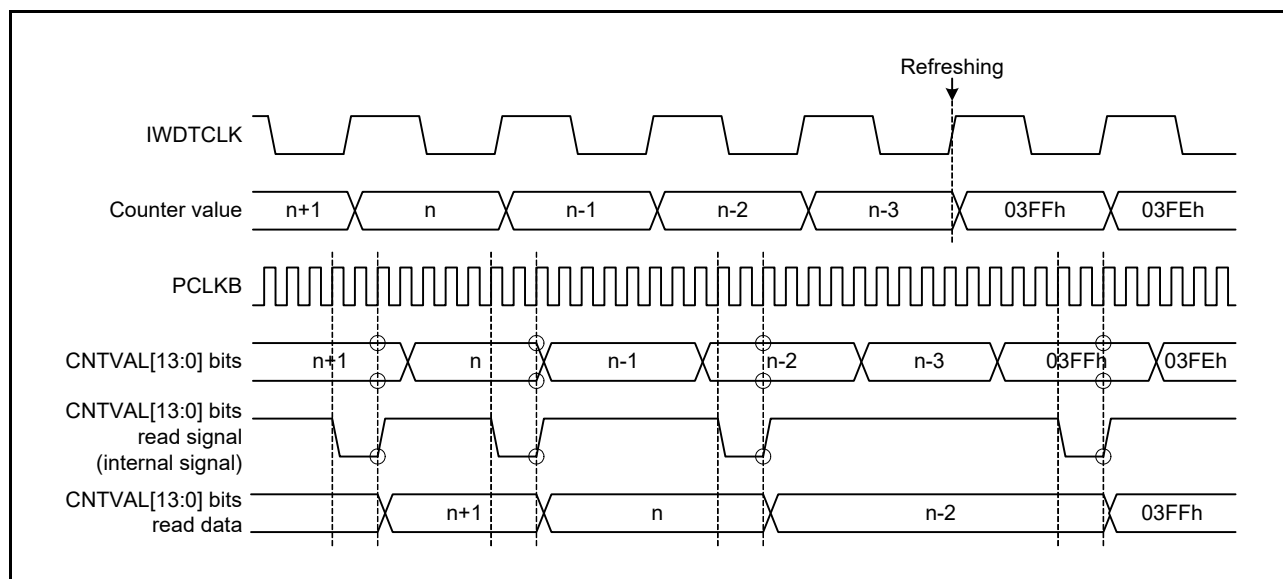 Refreshing
IWDTCLK
Counter value n+1 n n-1 n-2 n-3 03FFh 03FEh
PCLKB
CNTVAL[13:0] bits n+1 n n-1 n-2 n-3 03FFh 03FEh
CNTVAL[13:0] bits
read signal
(internal signal)
CNTVAL[13:0] bits
read data n+1 n n-2 03FFh